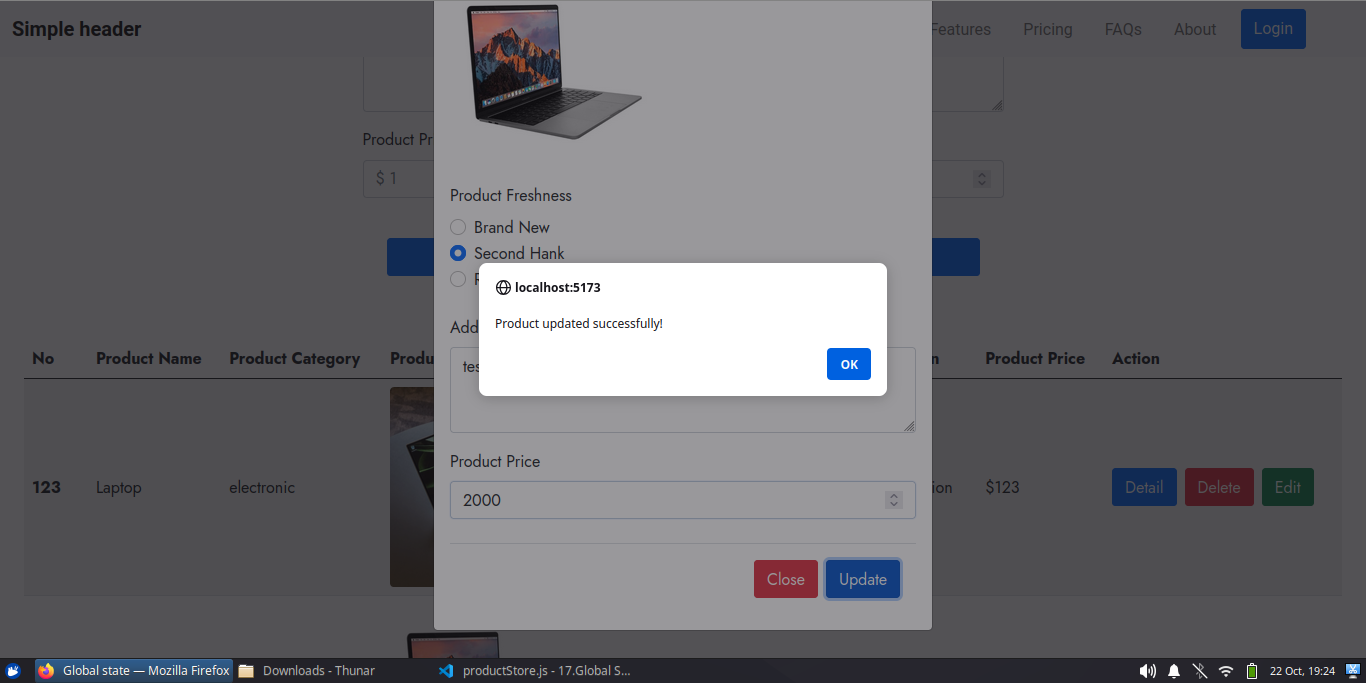 Simple header
Features
Pricing
FAQs
About
Login
Product Pr
$ 1
Product Freshness
Brand New
Second Hank
localhost:5173
Product updated successfully!
OK
Add
tes
No
Product Name
Product Category
Produ
n
Product Price
Action
123
Laptop
electronic
ion
$123
Detail
Delete
Edit
Product Price
2000
Close
Update
Global state — Mozilla Firefox
Downloads - Thunar
productStore.js - 17.Global S...
22 Oct, 19:24